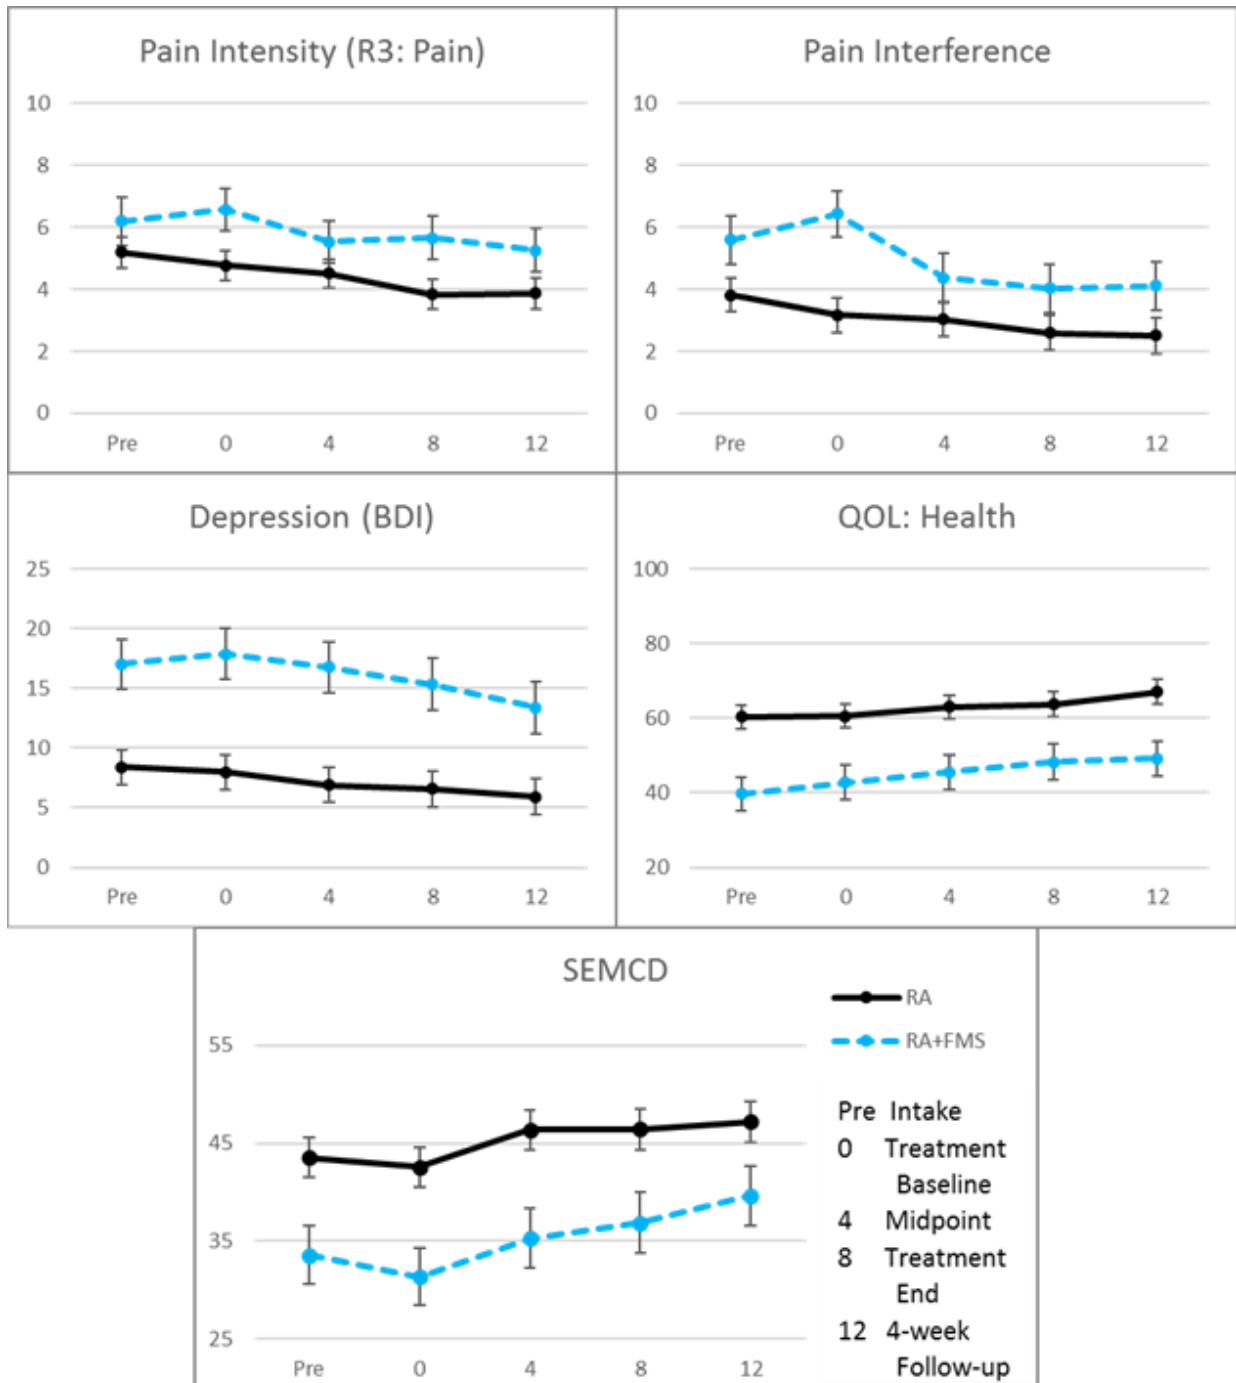 Pain Intensity (R3: Pain)
10
8
6
4
2
0
Pre 0 4 8 12
Pain Interference
10
8
6
4
2
0
Pre 0 4 8 12
Depression (BDI)
25
20
15
10
5
0
Pre 0 4 8 12
QOL: Health
100
80
60
40
20
Pre 0 4 8 12
SEMCD
55
45
35
25
Pre 0 4 8 12
RA
RA+FMS
Pre Intake
0 Treatment
Baseline
4 Midpoint
8 Treatment
End
12 4-week
Follow-up